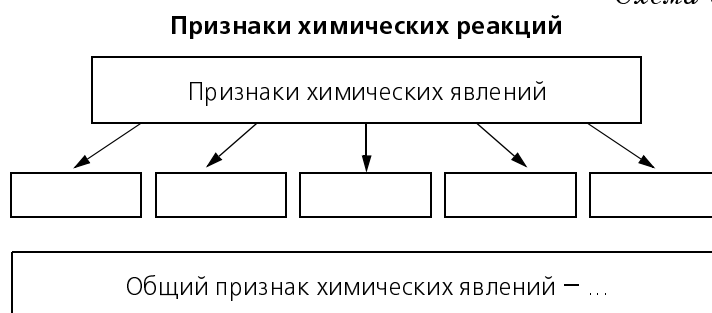 Признаки химических реакций
Признаки химических явлений
Общий признак химических явлений – ...